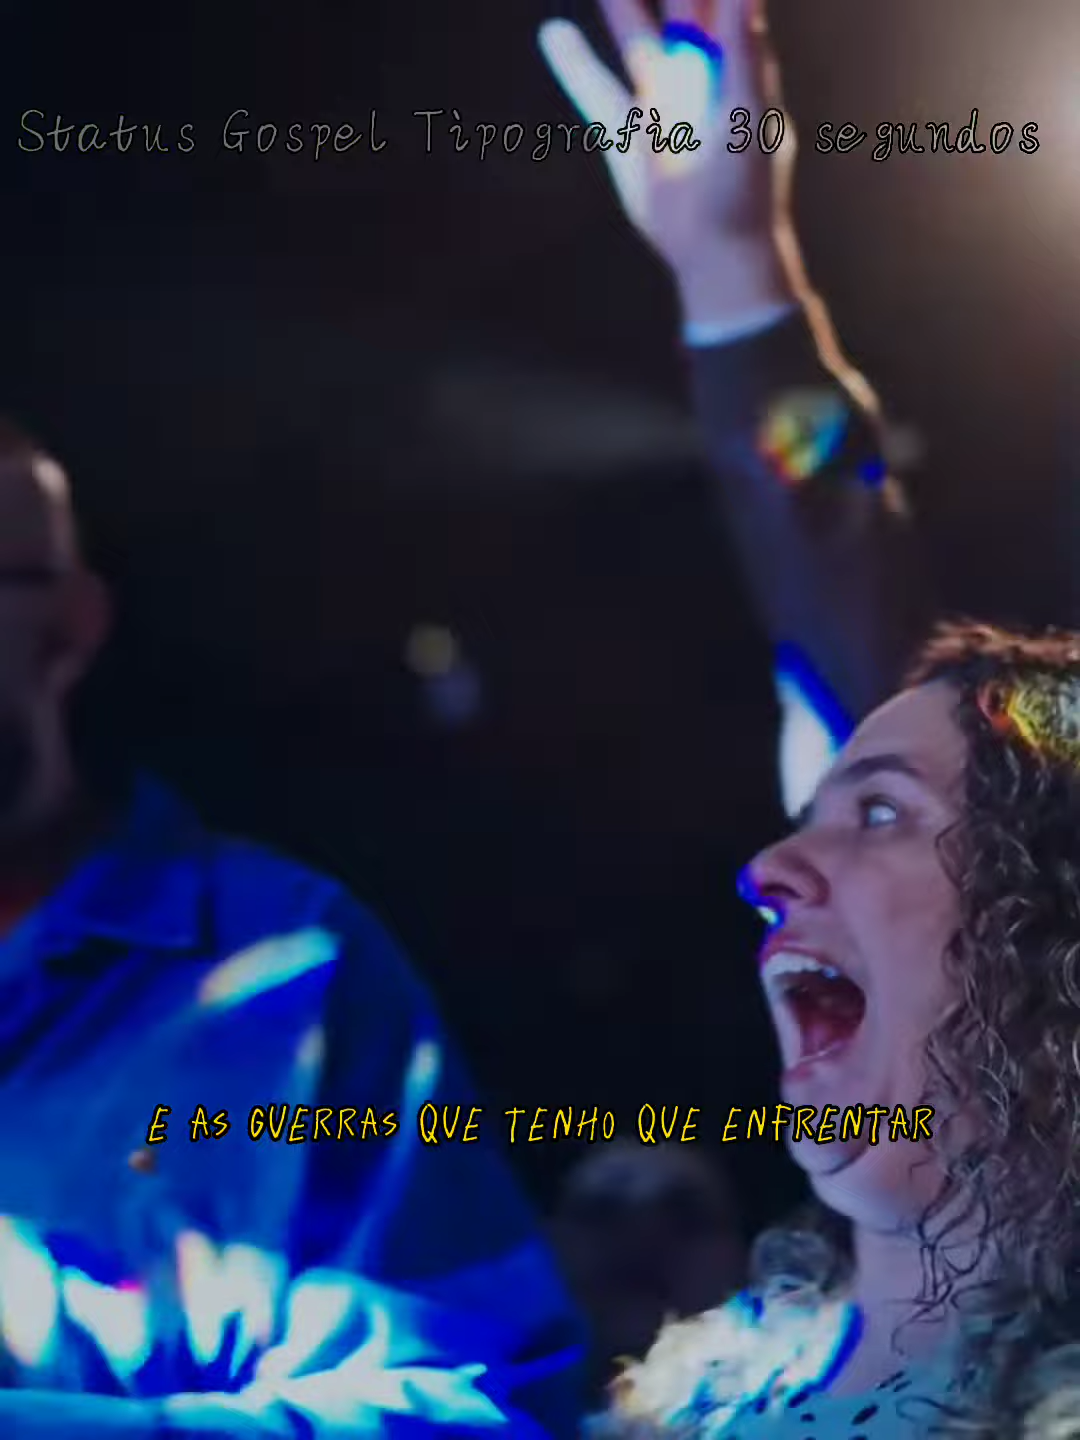 Status Gospel Tipografia 30 segundos
E AS GUERRAS QUE TENHO QUE ENFRENTAR